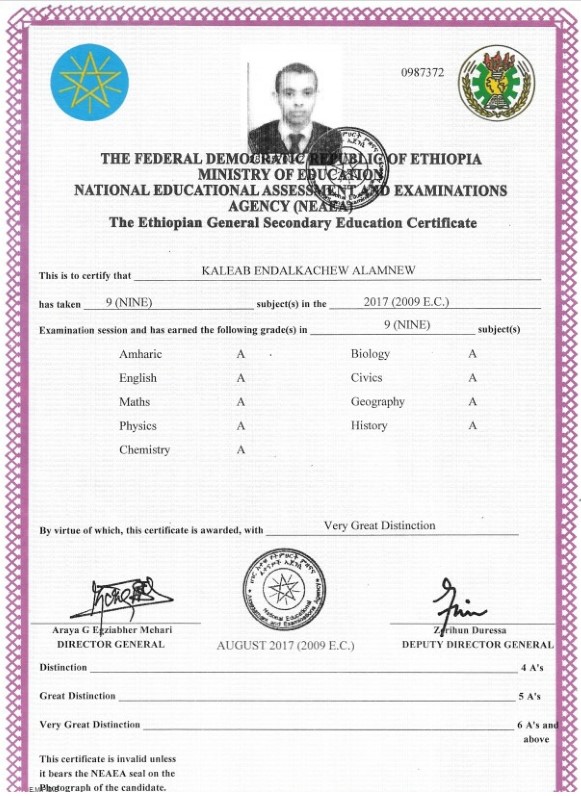 0987372
THE FEDERAL DEMOCRATIC REPUBLIC OF ETHIOPIA
MINISTRY OF EDUCATION
NATIONAL EDUCATIONAL ASSESSMENT AND EXAMINATIONS
AGENCY (NEAEA)
The Ethiopian General Secondary Education Certificate
This is to certify that KALEAB ENDALKACHEW ALAMNEW
has taken 9 (NINE) subject(s) in the 2017 (2009 E.C.)
Examination session and has earned the following grade(s) in 9 (NINE) subject(s)
Amharic A Biology A
English A Civics A
Maths A Geography A
Physics A History A
Chemistry A
By virtue of which, this certificate is awarded, with Very Great Distinction
National Educational
Assessment and Examinations
Araya G Egziabher Mehari Zerihun Duressa
DIRECTOR GENERAL AUGUST 2017 (2009 E.C.) DEPUTY DIRECTOR GENERAL
Distinction 4 A's
Great Distinction 5 A's
Very Great Distinction 6 A's and
above
This certificate is invalid unless
it bears the NEAEA seal on the
Photograph of the candidate.